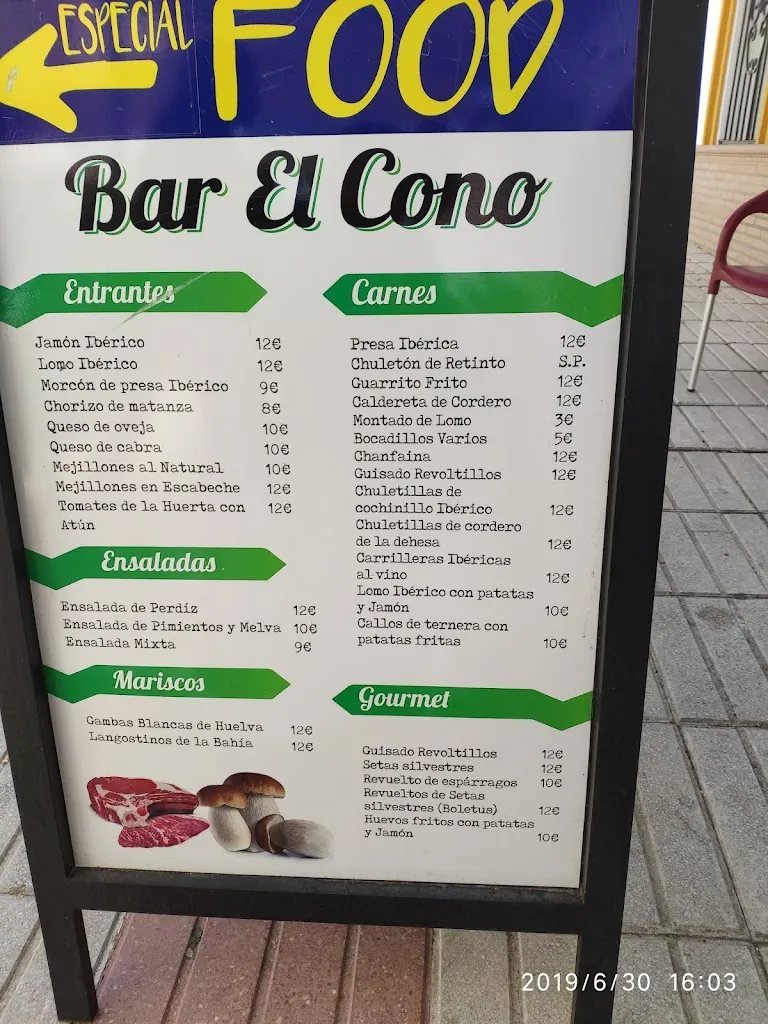 ESPECIAL
FOOD
Bar El Cono
Entrantes
Jamón Ibérico 12€
Lomo Ibérico 12€
Morcón de presa Ibérico 9€
Chorizo de matanza 8€
Queso de oveja 10€
Queso de cabra 10€
Mejillones al Natural 10€
Mejillones en Escabeche 12€
Tomates de la Huerta con 12€
Atún
Ensaladas
Ensalada de Perdíz 12€
Ensalada de Pimientos y Melva 10€
Ensalada Mixta 9€
Mariscos
Gambas Blancas de Huelva 12€
Langostinos de la Bahía 12€
Carnes
Presa Ibérica 12€
Chuletón de Retinto S.P.
Guarrito Frito 12€
Caldereta de Cordero 12€
Montado de Lomo 3€
Bocadillos Varios 5€
Chanfaina 12€
Guisado Revoltillos 12€
Chuletillas de
cochinillo Ibérico 12€
Chuletillas de cordero
de la dehesa 12€
Carrilleras Ibéricas
al vino 12€
Lomo Ibérico con patatas
y Jamón 10€
Callos de ternera con
patatas fritas 10€
Gourmet
Guisado Revoltillos 12€
Setas silvestres 12€
Revuelto de espárragos 10€
Revueltos de Setas
silvestres (Boletus) 12€
Huevos fritos con patatas
y Jamón 10€
2019/6/30 16:03